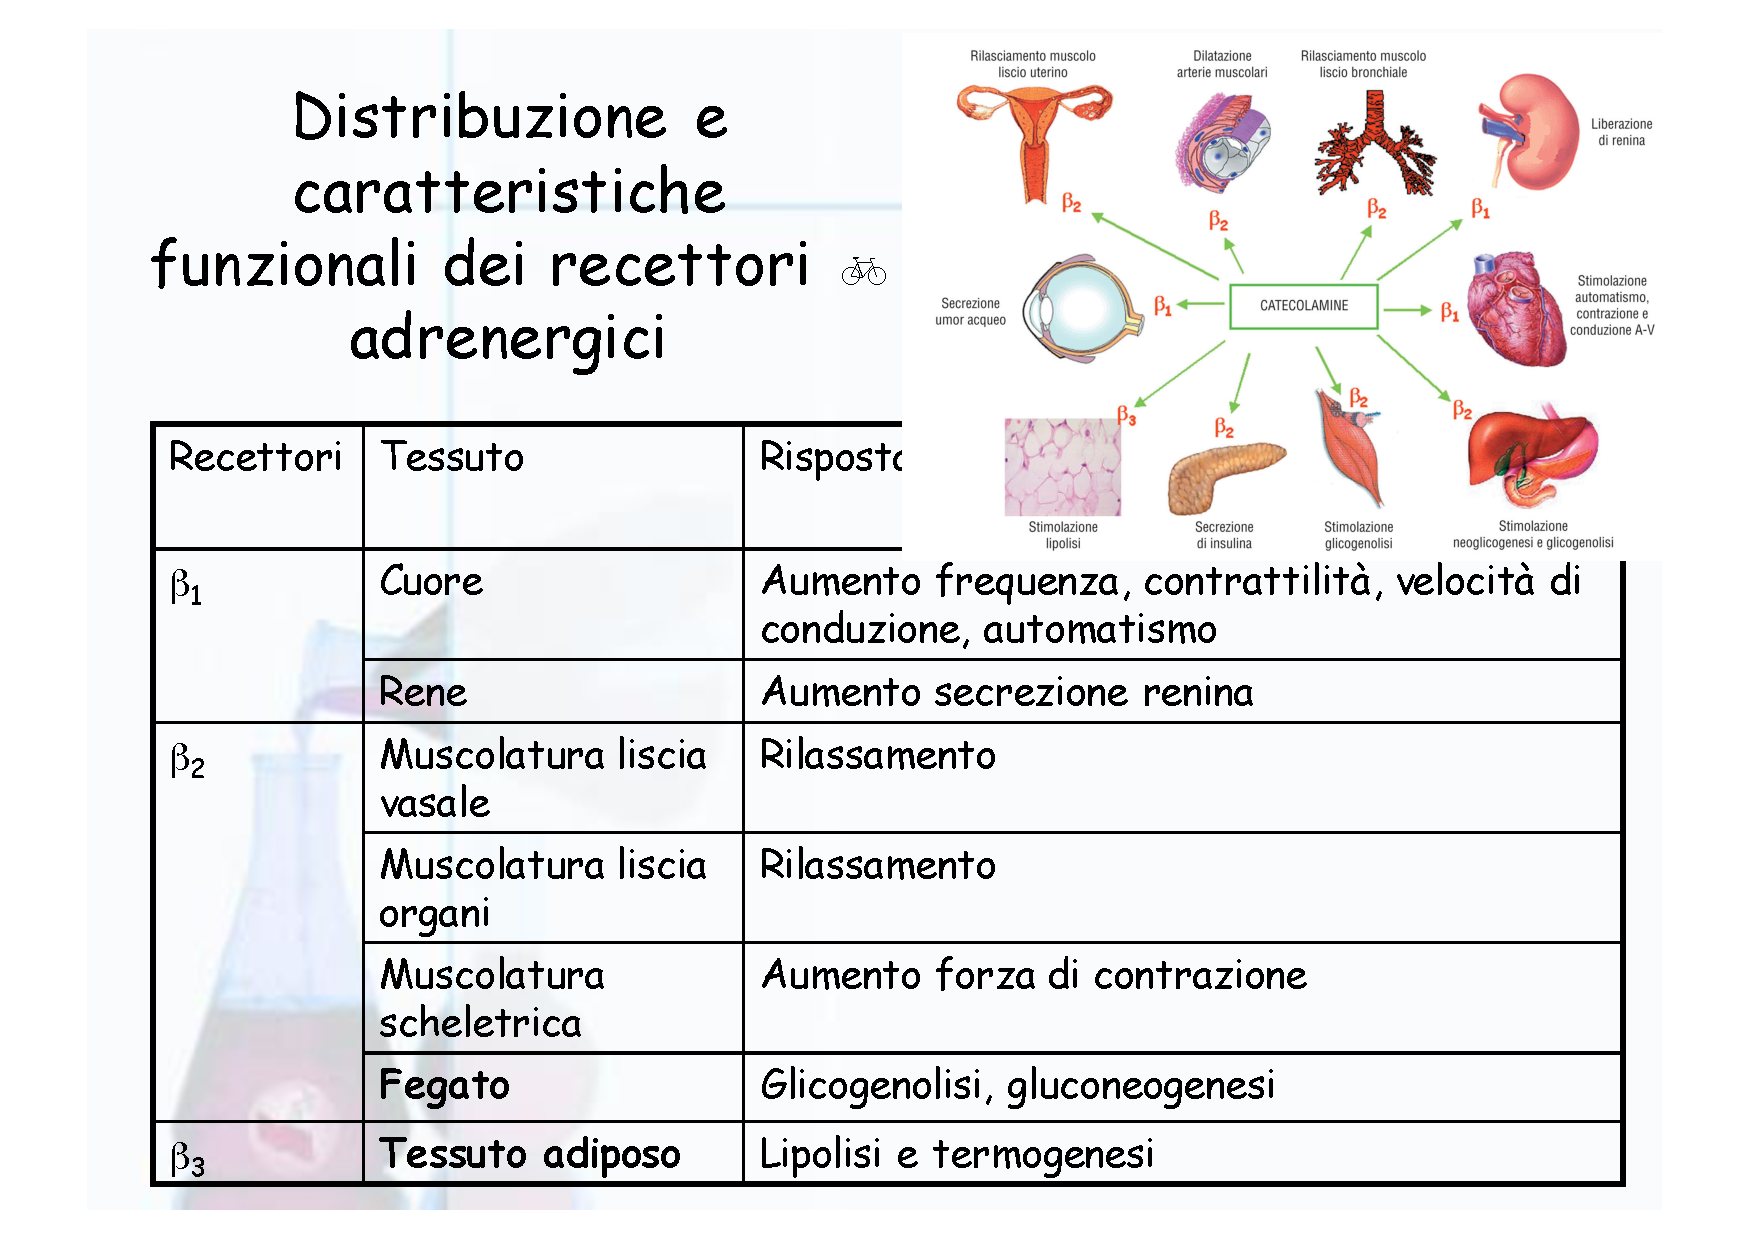 Distribuzione e
caratteristiche
funzionali dei recettori
adrenergici
Rilasciamento muscolo
liscio uterino
Dilatazione
arterie muscolari
Rilasciamento muscolo
liscio bronchiale
Liberazione
di renina
β2
β2
β2
β1
Secrezione
umor acqueo
β1
CATECOLAMINE
β1
Stimolazione
automatismo,
contrazione e
conduzione A-V
β3
β2
β2
β2
Stimolazione
lipolisi
Secrezione
di insulina
Stimolazione
glicogenolisi
Stimolazione
neoglicogenesi e glicogenolisi
Recettori Tessuto
β1 Cuore Aumento frequenza, contrattilità, velocità di
conduzione, automatismo
Rene Aumento secrezione renina
β2 Muscolatura liscia Rilassamento
vasale
Muscolatura liscia Rilassamento
organi
Muscolatura Aumento forza di contrazione
scheletrica
Fegato Glicogenolisi, gluconeogenesi
β3 Tessuto adiposo Lipolisi e termogenesi